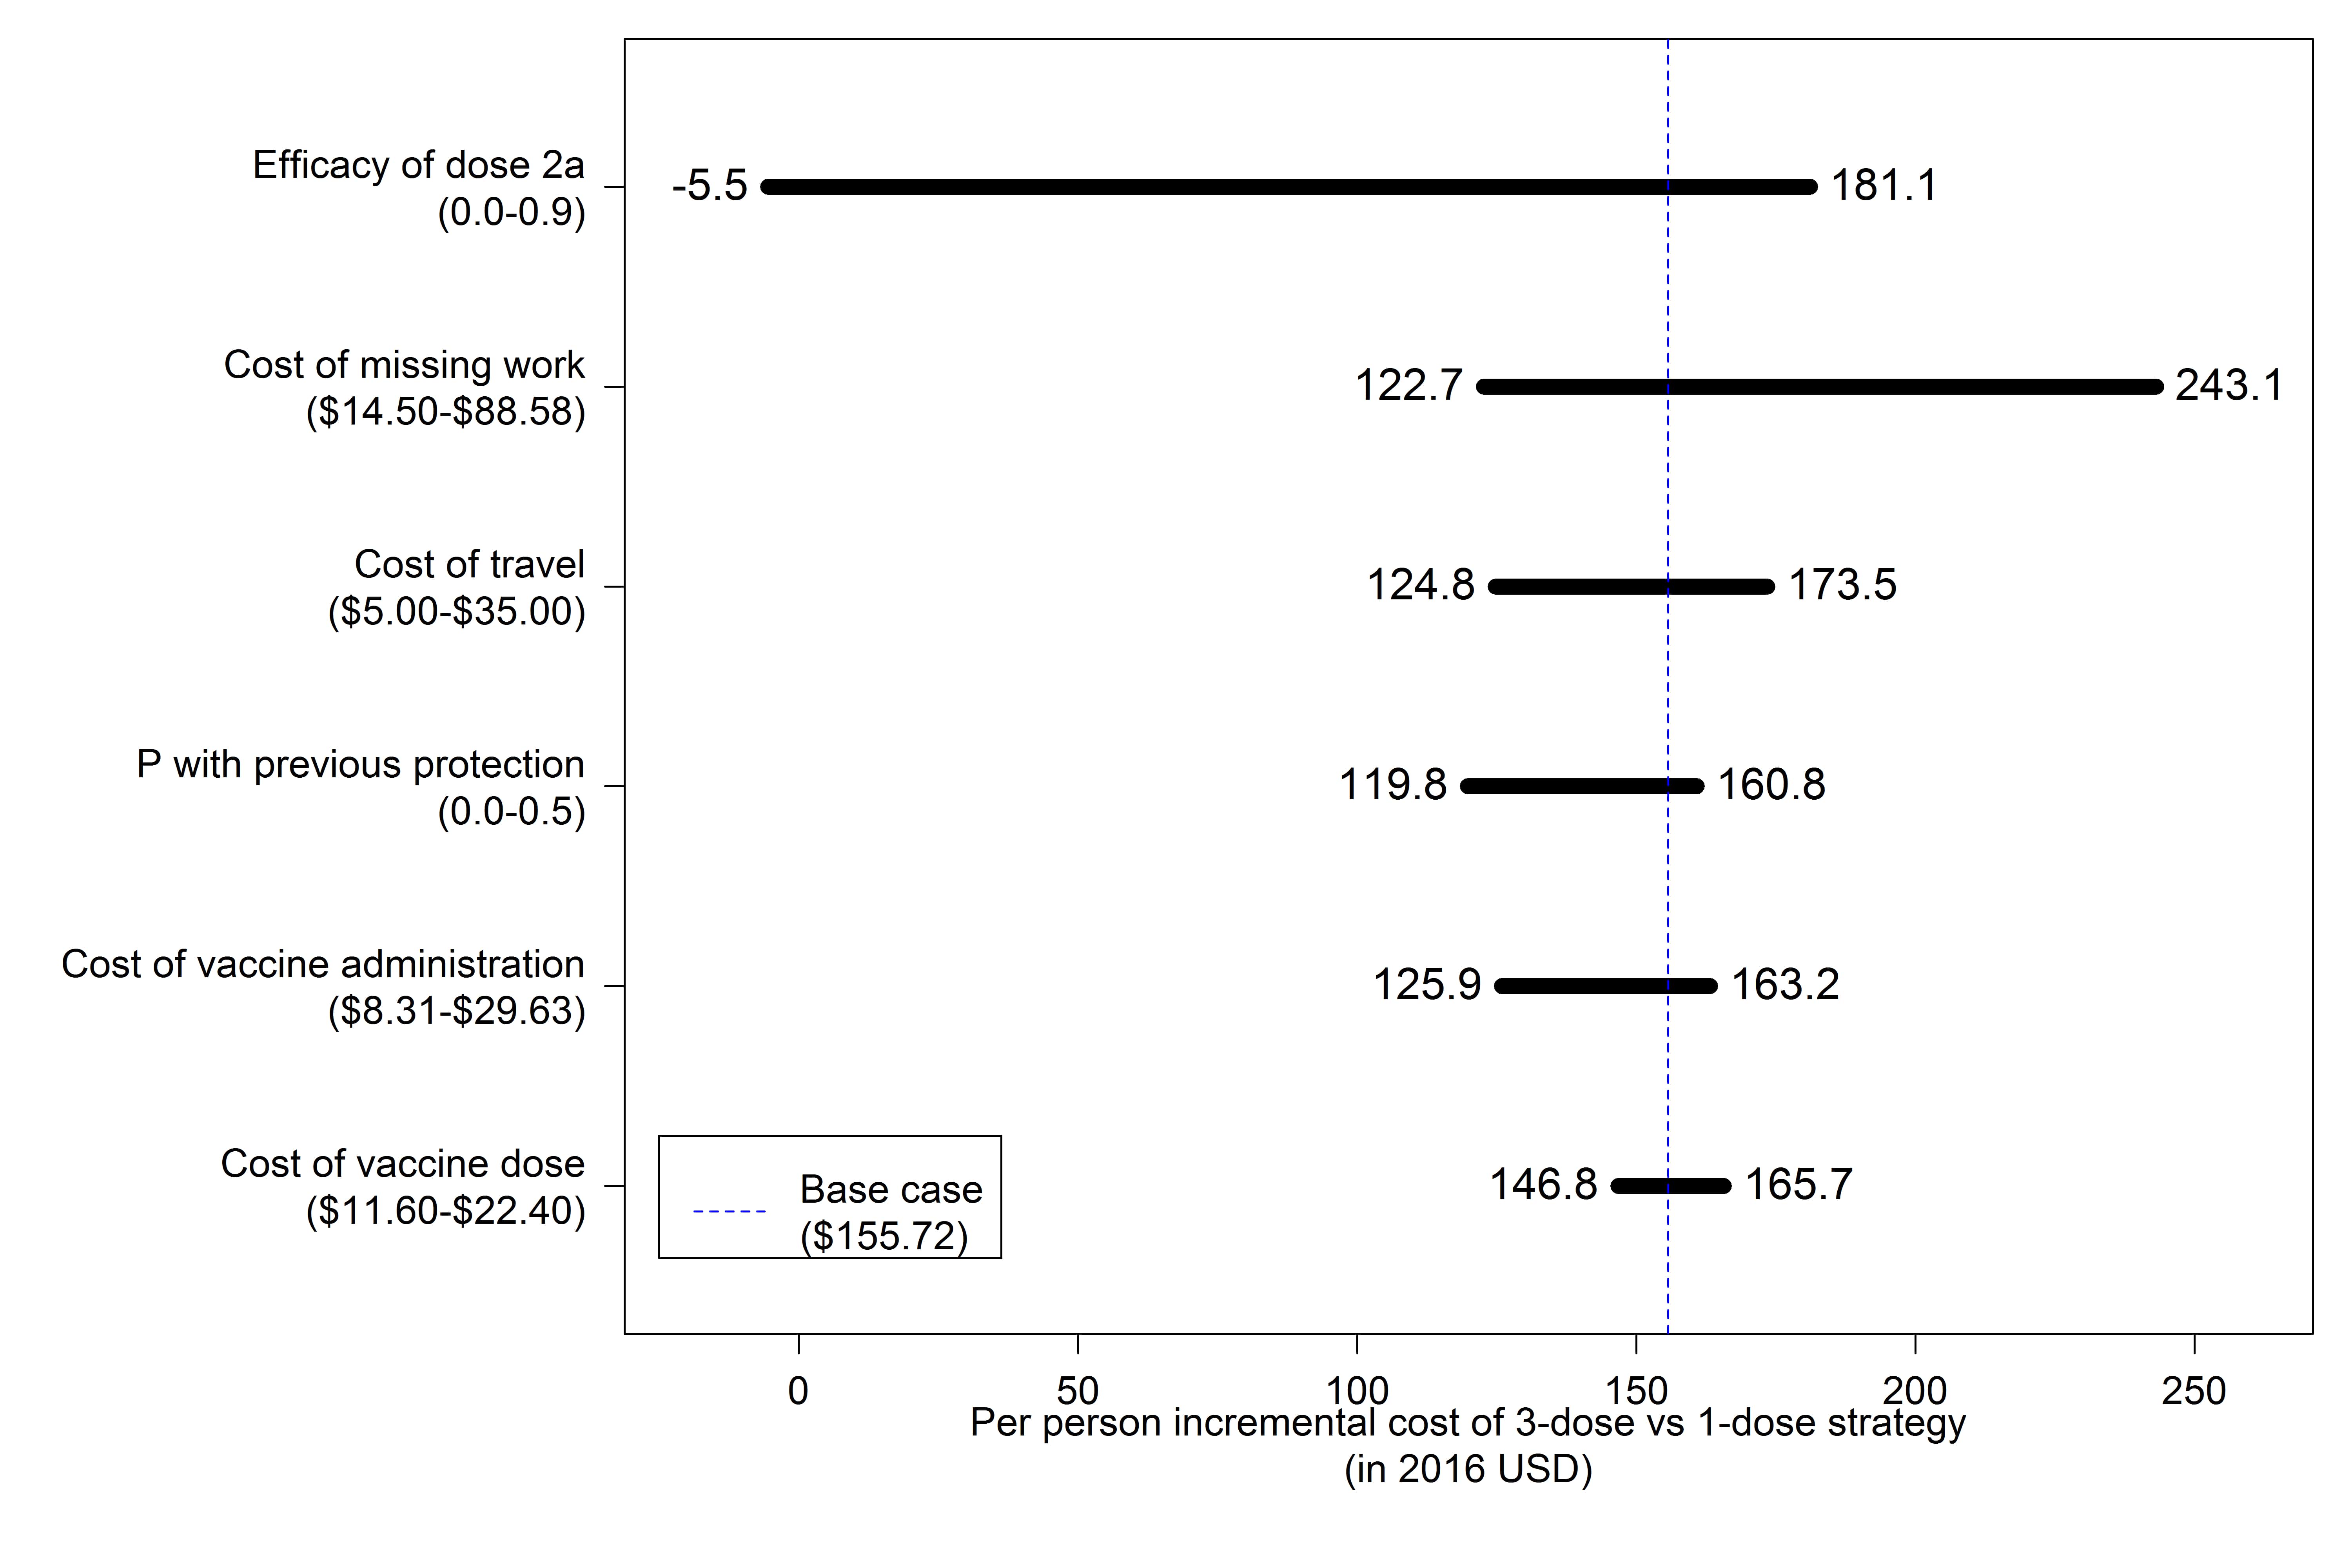 Efficacy of dose 2a
(0.0-0.9)
-5.5
181.1
Cost of missing work
($14.50-$88.58)
122.7
243.1
Cost of travel
($5.00-$35.00)
124.8
173.5
P with previous protection
(0.0-0.5)
119.8
160.8
Cost of vaccine administration
($8.31-$29.63)
125.9
163.2
Cost of vaccine dose
($11.60-$22.40)
146.8
165.7
Base case
($155.72)
0 50 100 150 200 250
Per person incremental cost of 3-dose vs 1-dose strategy
(in 2016 USD)